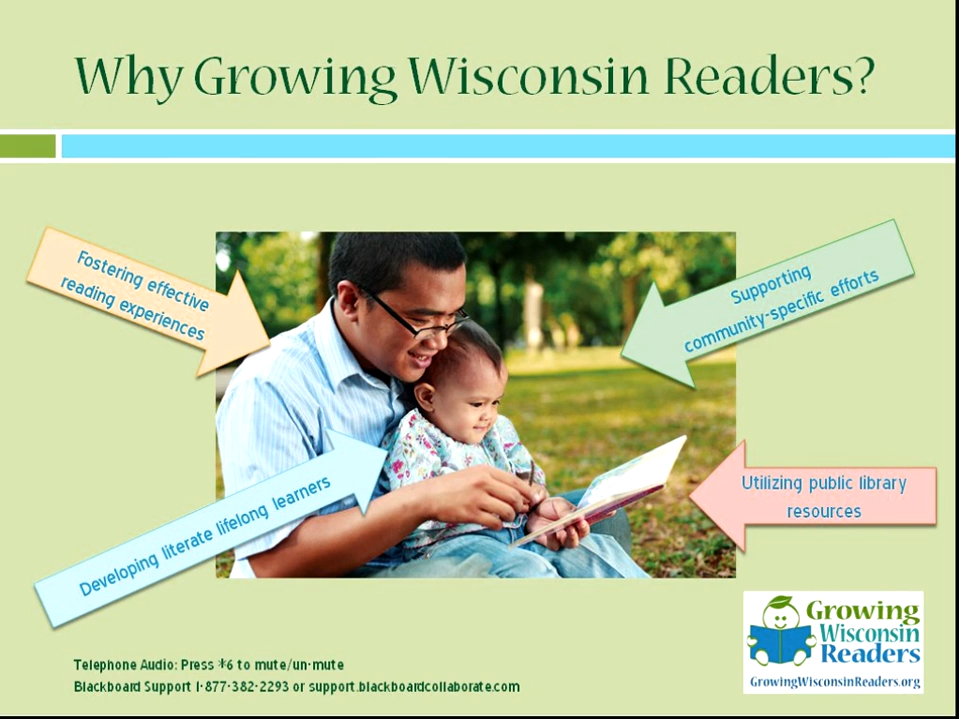 Why Growing Wisconsin Readers?
Fostering effective
reading experiences
Supporting
community-specific efforts
Developing literate lifelong learners
Utilizing public library
resources
Growing
Wisconsin
Readers
GrowingWisconsinReaders.org
Telephone Audio: Press *6 to mute/un-mute
Blackboard Support 1-877-382-2293 or support.blackboardcollaborate.com